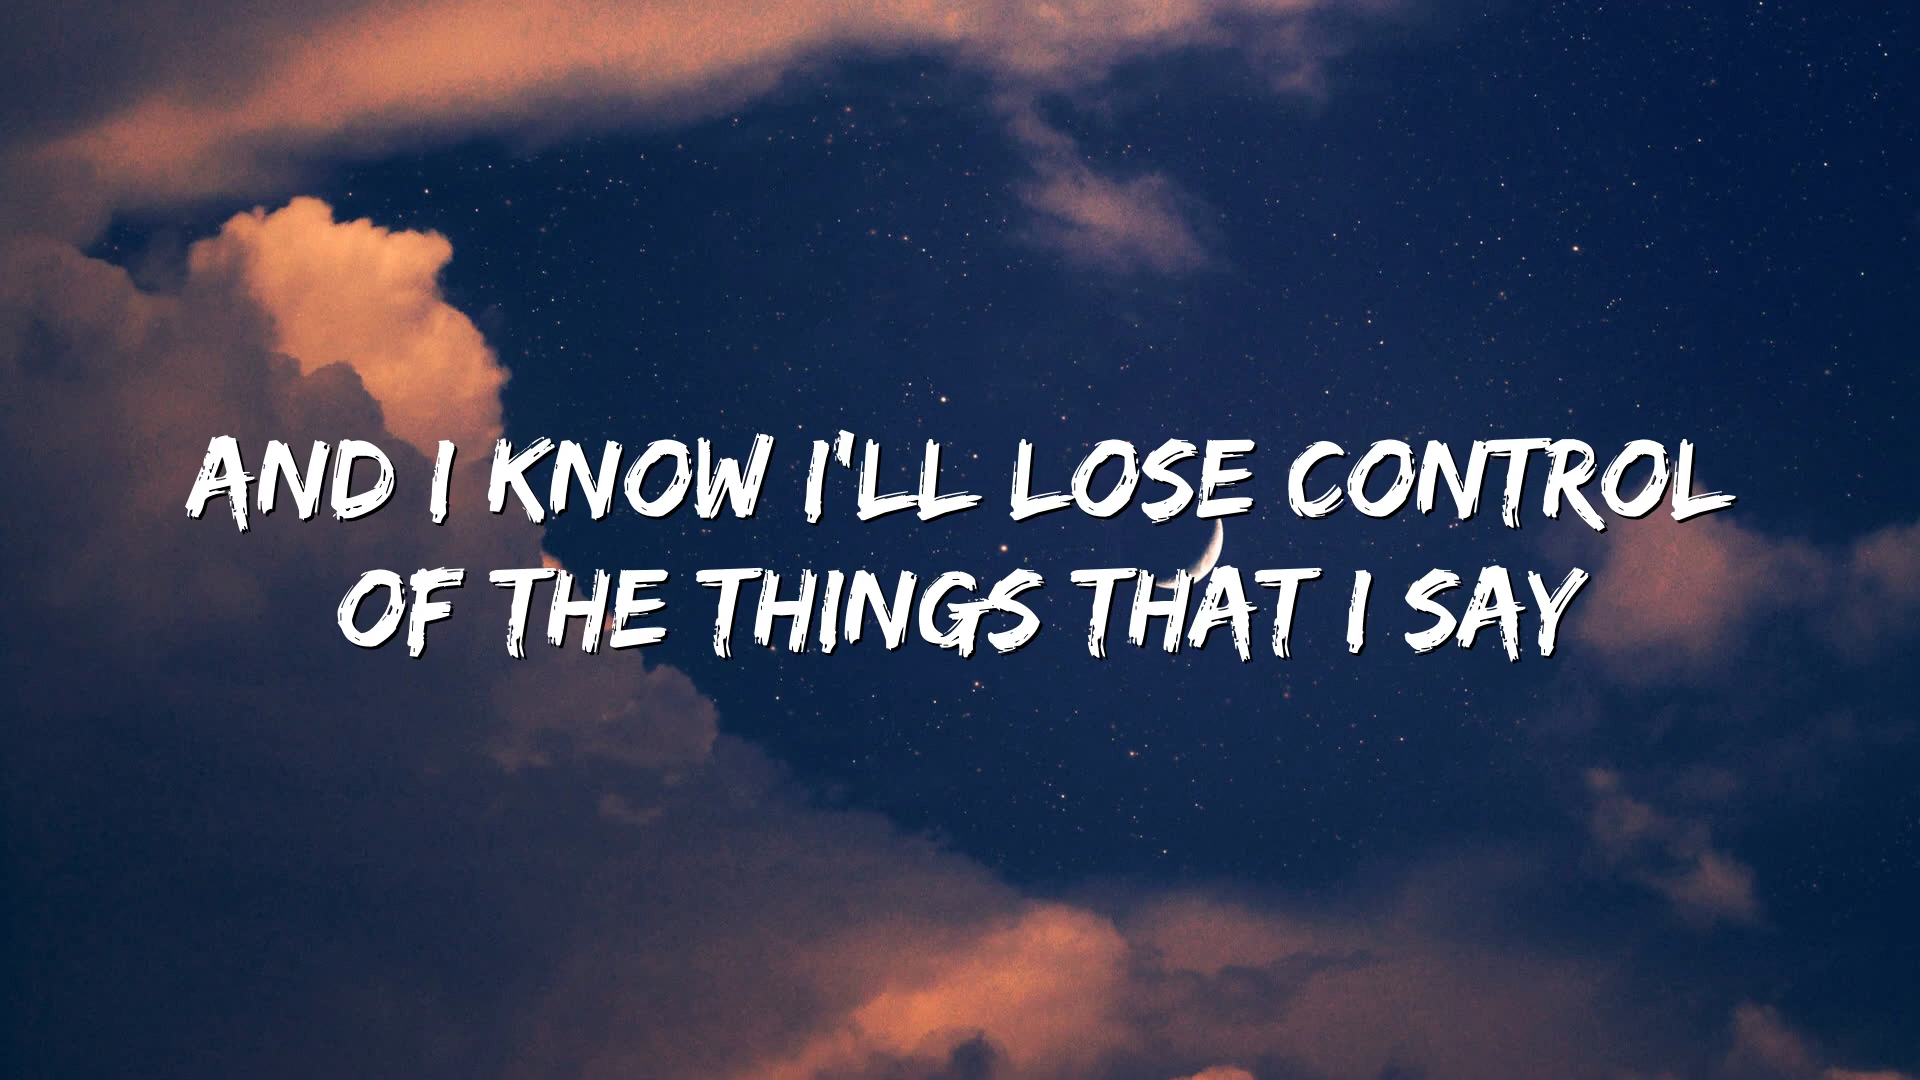 AND I KNOW I'LL LOSE CONTROL
OF THE THINGS THAT I SAY